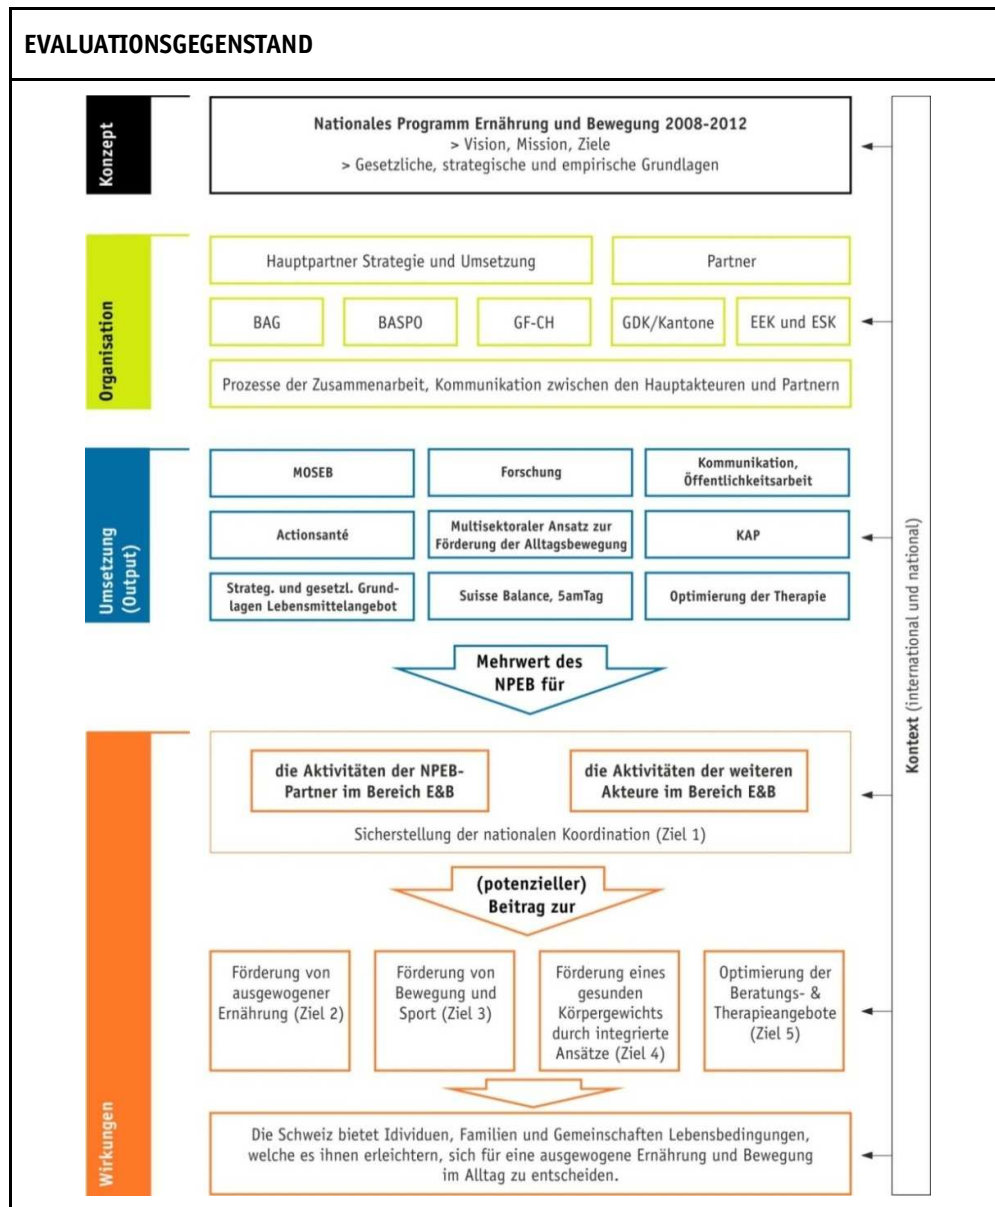 EVALUATIONSGEGENSTAND
Konzept
Nationales Programm Ernährung und Bewegung 2008-2012
> Vision, Mission, Ziele
> Gesetzliche, strategische und empirische Grundlagen
Organisation
Hauptpartner Strategie und Umsetzung
Partner
BAG
BASPO
GF-CH
GDK/Kantone
EEK und ESK
Prozesse der Zusammenarbeit, Kommunikation zwischen den Hauptakteuren und Partnern
Umsetzung
(Output)
MOSEB
Forschung
Kommunikation,
Öffentlichkeitsarbeit
Actionsanté
Multisektoraler Ansatz zur
Förderung der Alltagsbewegung
KAP
Strateg. und gesetzl. Grund-
lagen Lebensmittelangebot
Suisse Balance, 5amTag
Optimierung der Therapie
Mehrwert des
NPEB für
Wirkungen
die Aktivitäten der NPEB-
Partner im Bereich E&B
die Aktivitäten der weiteren
Akteure im Bereich E&B
Sicherstellung der nationalen Koordination (Ziel 1)
(potenzieller)
Beitrag zur
Förderung von
ausgewogener
Ernährung (Ziel 2)
Förderung von
Bewegung und
Sport (Ziel 3)
Förderung eines
gesunden
Körpergewichts
durch integrierte
Ansätze (Ziel 4)
Optimierung der
Beratungs- &
Therapieangebote
(Ziel 5)
Die Schweiz bietet Idividuen, Familien und Gemeinschaften Lebensbedingungen,
welche es ihnen erleichtern, sich für eine ausgewogene Ernährung und Bewegung
im Alltag zu entscheiden.
Kontext (international und national)